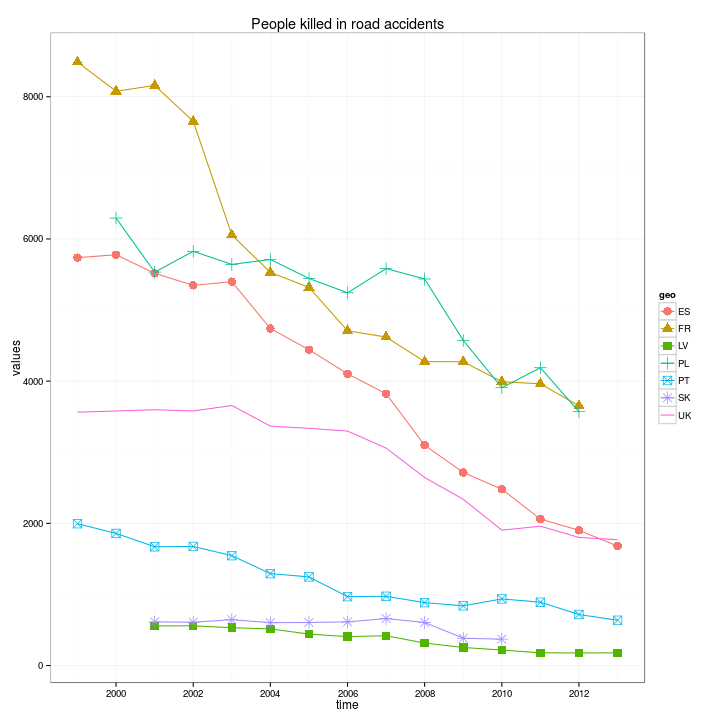 People killed in road accidents
values
8000
6000
4000
2000
0
2000
2002
2004
2006
2008
2010
2012
time
geo
ES
FR
LV
PL
PT
SK
UK